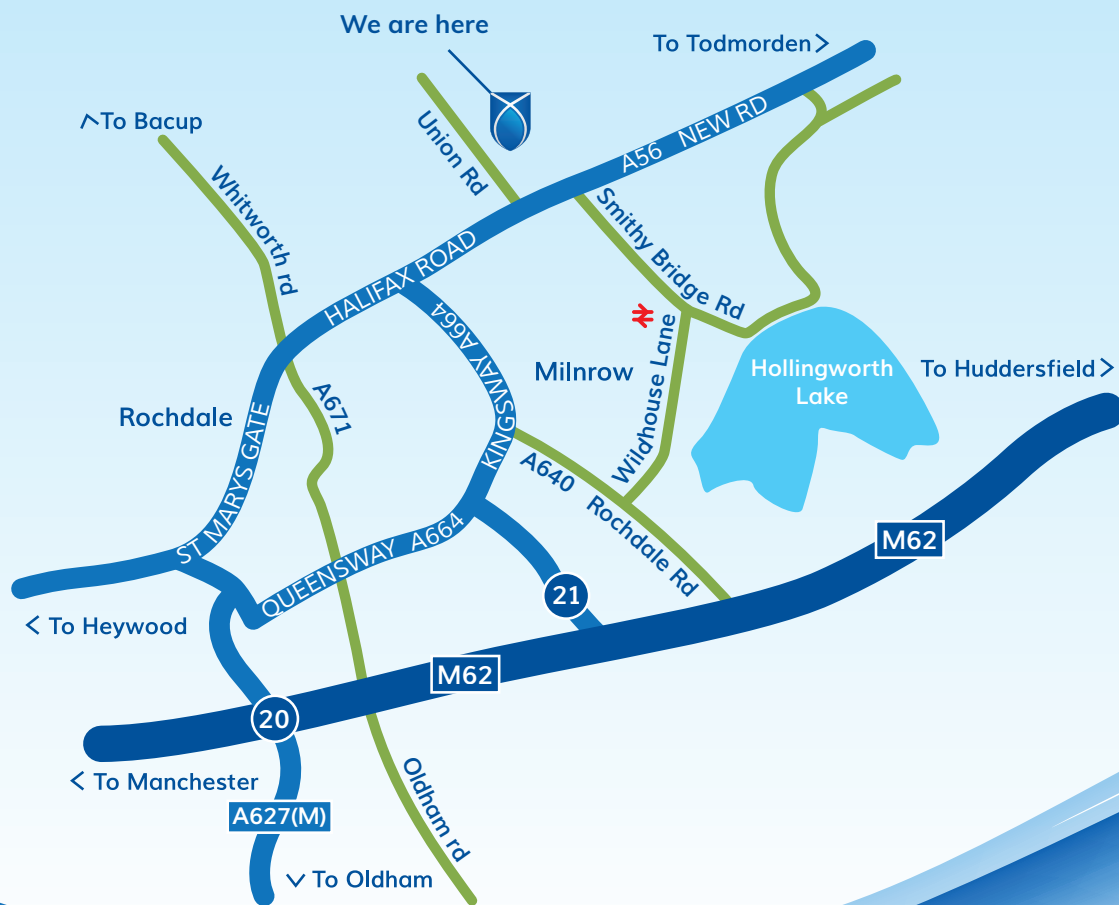 We are here
To Todmorden >
^ To Bacup
Union Rd
A56 NEW RD
Whitworth rd
Smithy Bridge Rd
HALIFAX ROAD
KINGSWAY A664
Milnrow
Wildhouse Lane
Hollingworth
Lake
To Huddersfield >
Rochdale
A671
ST MARYS GATE
A640 Rochdale Rd
QUEENSWAY A664
M62
21
< To Heywood
M62
20
< To Manchester
A627(M)
Oldham rd
v To Oldham